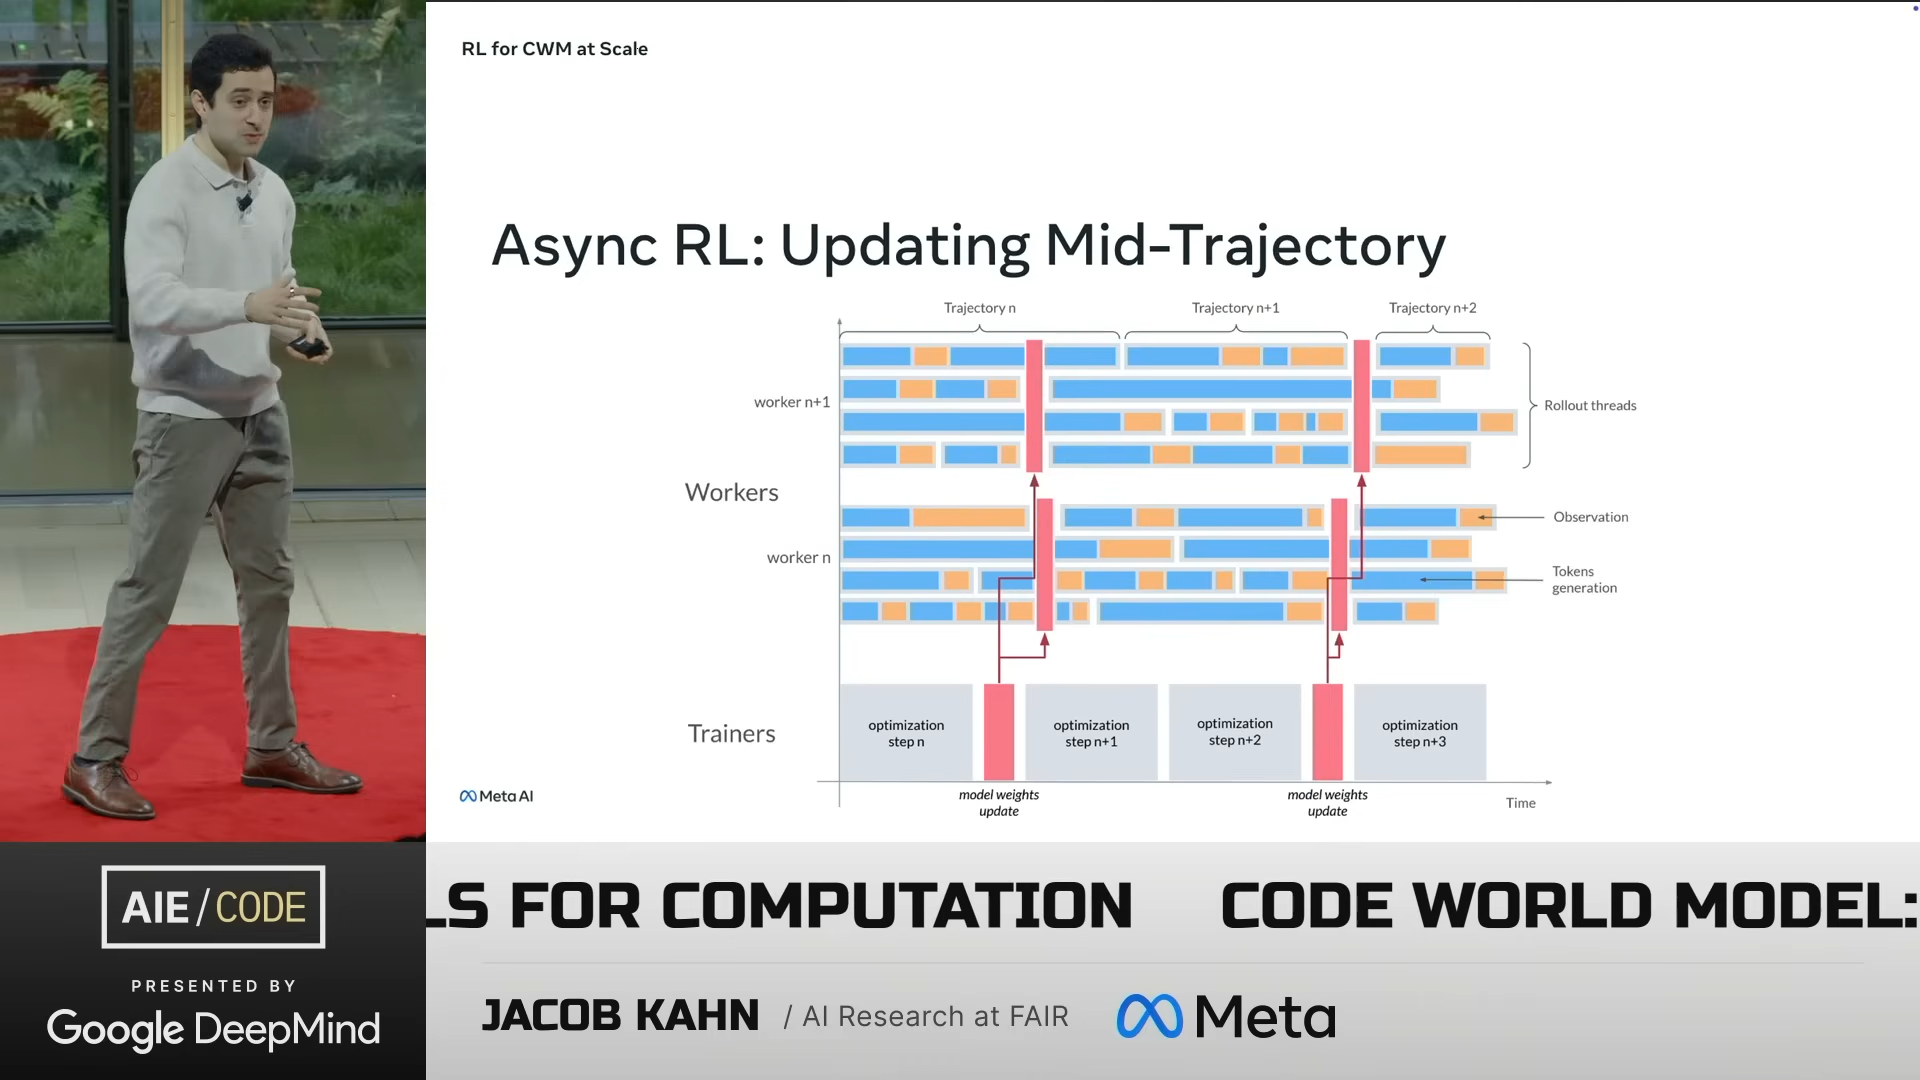 RL for CWM at Scale
Async RL: Updating Mid-Trajectory
Trajectory n
Trajectory n+1
Trajectory n+2
worker n+1
Rollout threads
Workers
Observation
worker n
Tokens
generation
Trainers
optimization
step n
optimization
step n+1
optimization
step n+2
optimization
step n+3
model weights
update
model weights
update
Time
Meta AI
AIE/CODE
PRESENTED BY
Google DeepMind
LS FOR COMPUTATION CODE WORLD MODEL:
JACOB KAHN / AI Research at FAIR Meta